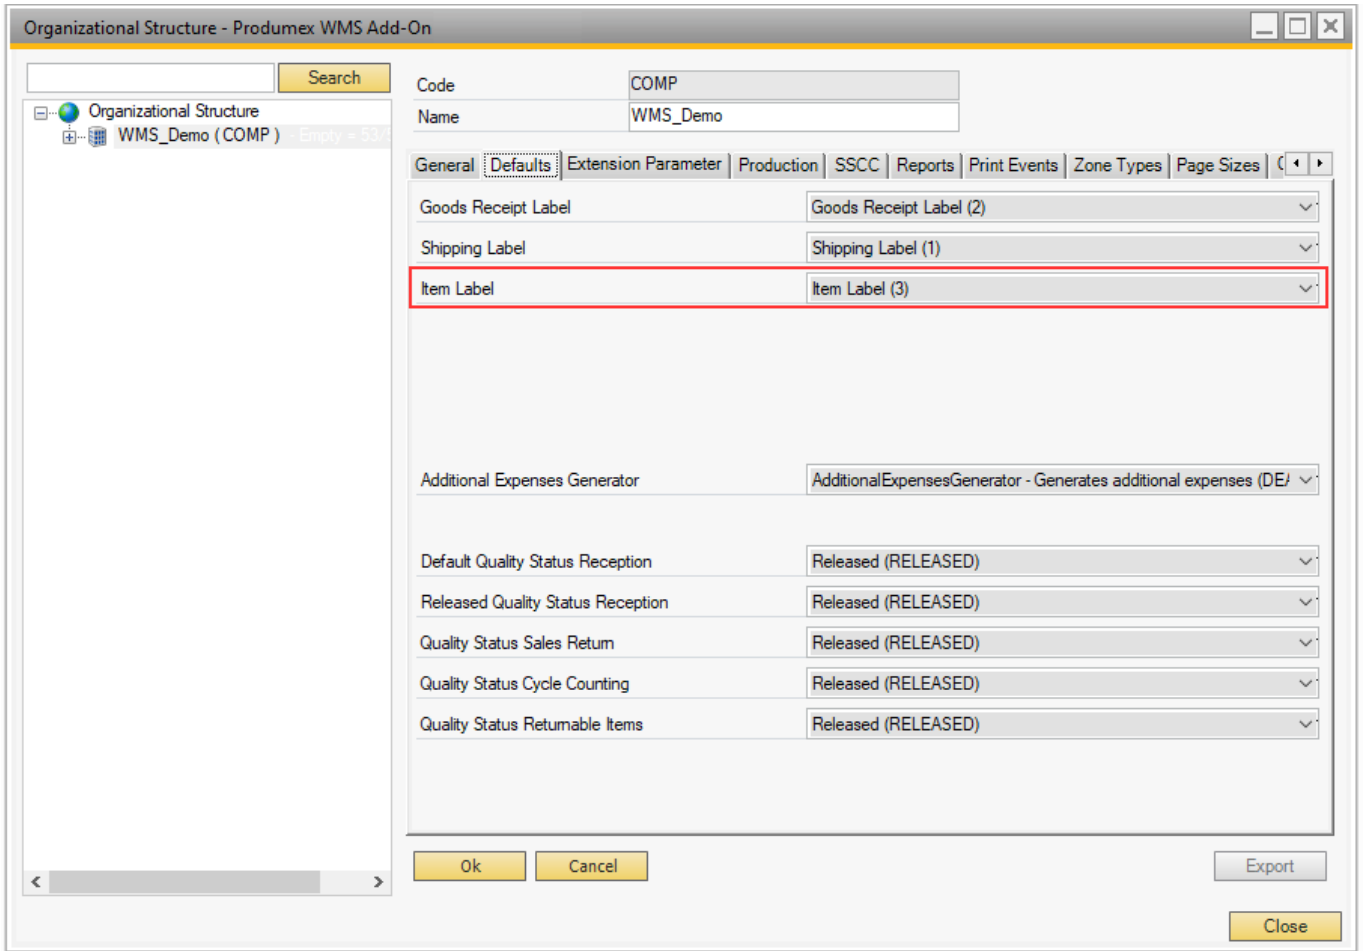 Organizational Structure - Produmex WMS Add-On
Search
Organizational Structure
WMS_Demo ( COMP ) - Empty = 53/
Code COMP
Name WMS_Demo
General Defaults Extension Parameter Production SSCC Reports Print Events Zone Types Page Sizes
Goods Receipt Label Goods Receipt Label (2)
Shipping Label Shipping Label (1)
Item Label Item Label (3)
Additional Expenses Generator AdditionalExpensesGenerator - Generates additional expenses (DEA
Default Quality Status Reception Released (RELEASED)
Released Quality Status Reception Released (RELEASED)
Quality Status Sales Return Released (RELEASED)
Quality Status Cycle Counting Released (RELEASED)
Quality Status Returnable Items Released (RELEASED)
Ok Cancel Export
Close